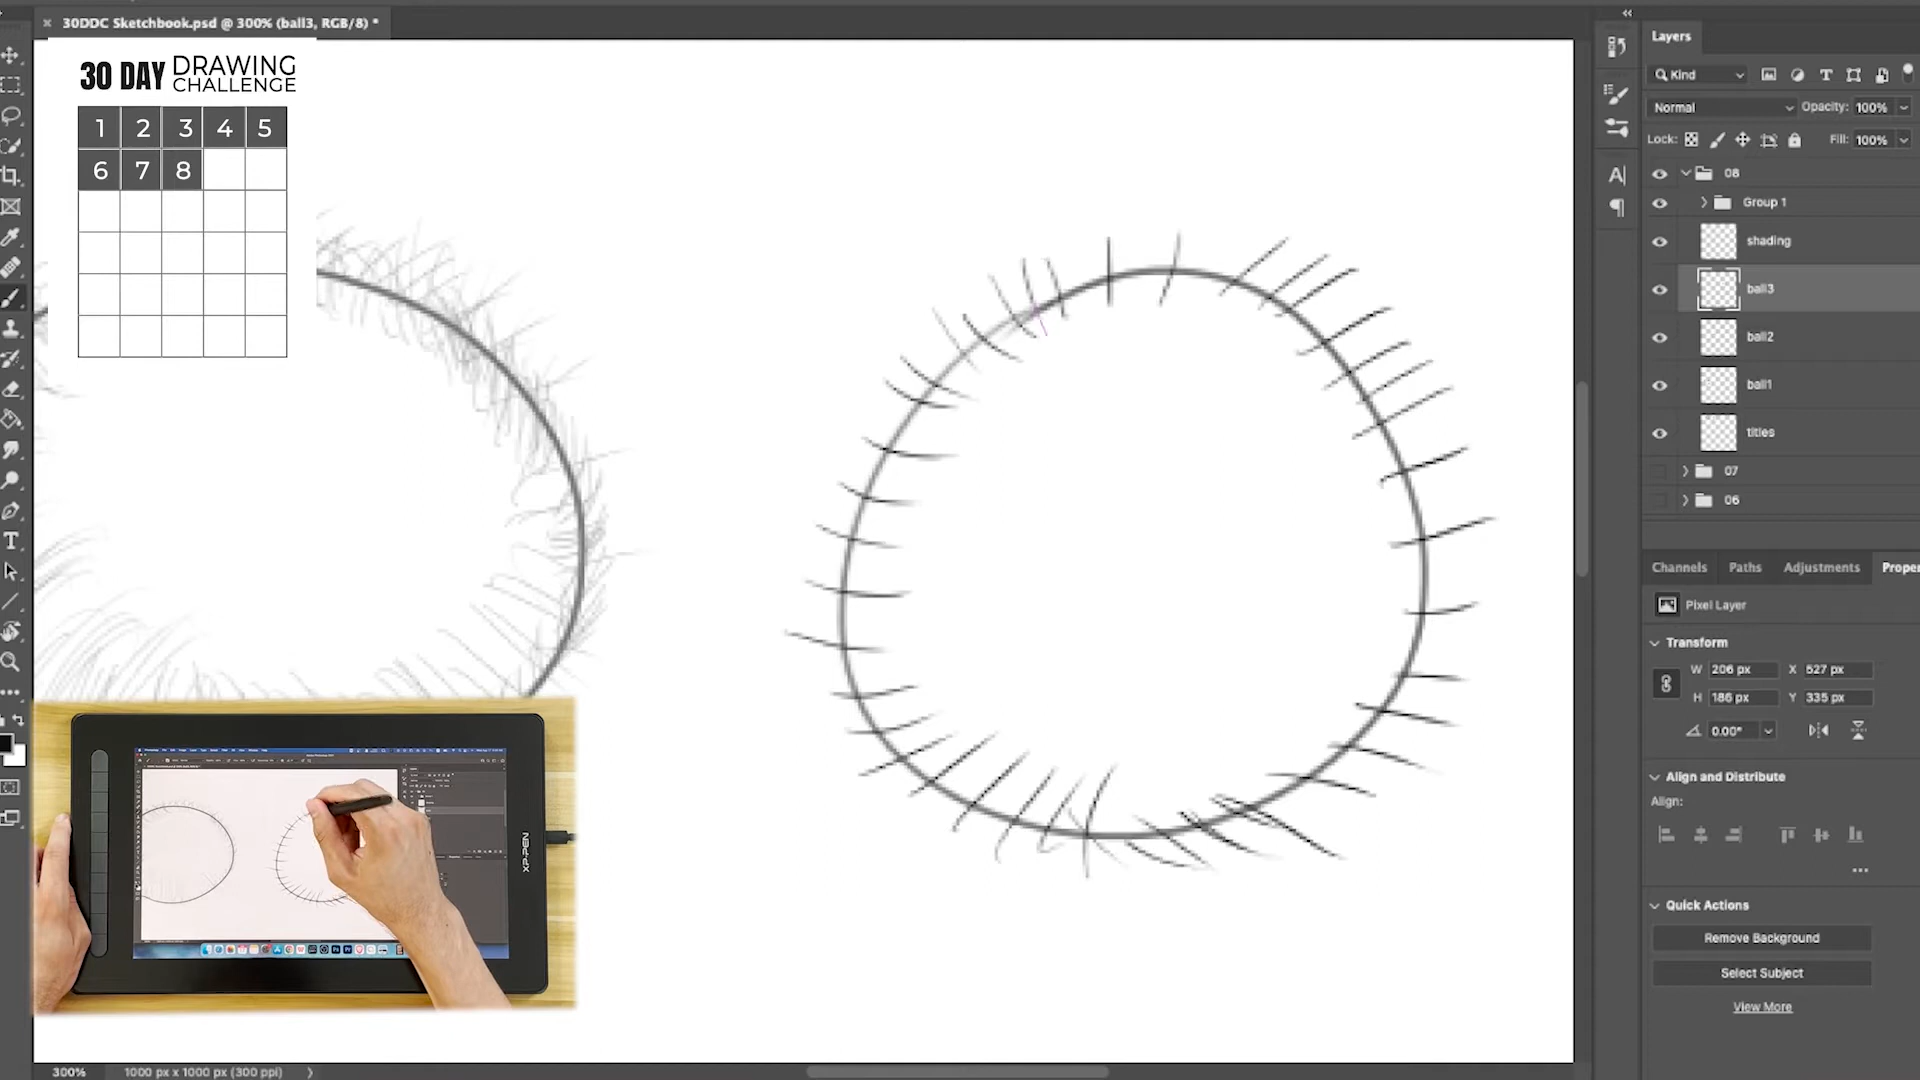 30DDC Sketchbook.psd @ 300% (ball3, RGB/8) *
30 DAY DRAWING CHALLENGE
1 2 3 4 5
6 7 8
Layers
Kind
Normal Opacity: 100%
Lock: Fill: 100%
08
Group 1
shading
ball3
ball2
ball1
titles
07
06
Channels Paths Adjustments Proper
Pixel Layer
Transform
W 206 px X 527 px
H 186 px Y 335 px
0.00°
Align and Distribute
Align:
Quick Actions
Remove Background
Select Subject
View More
XPPEN
300% 1000 px x 1000 px (300 ppi)